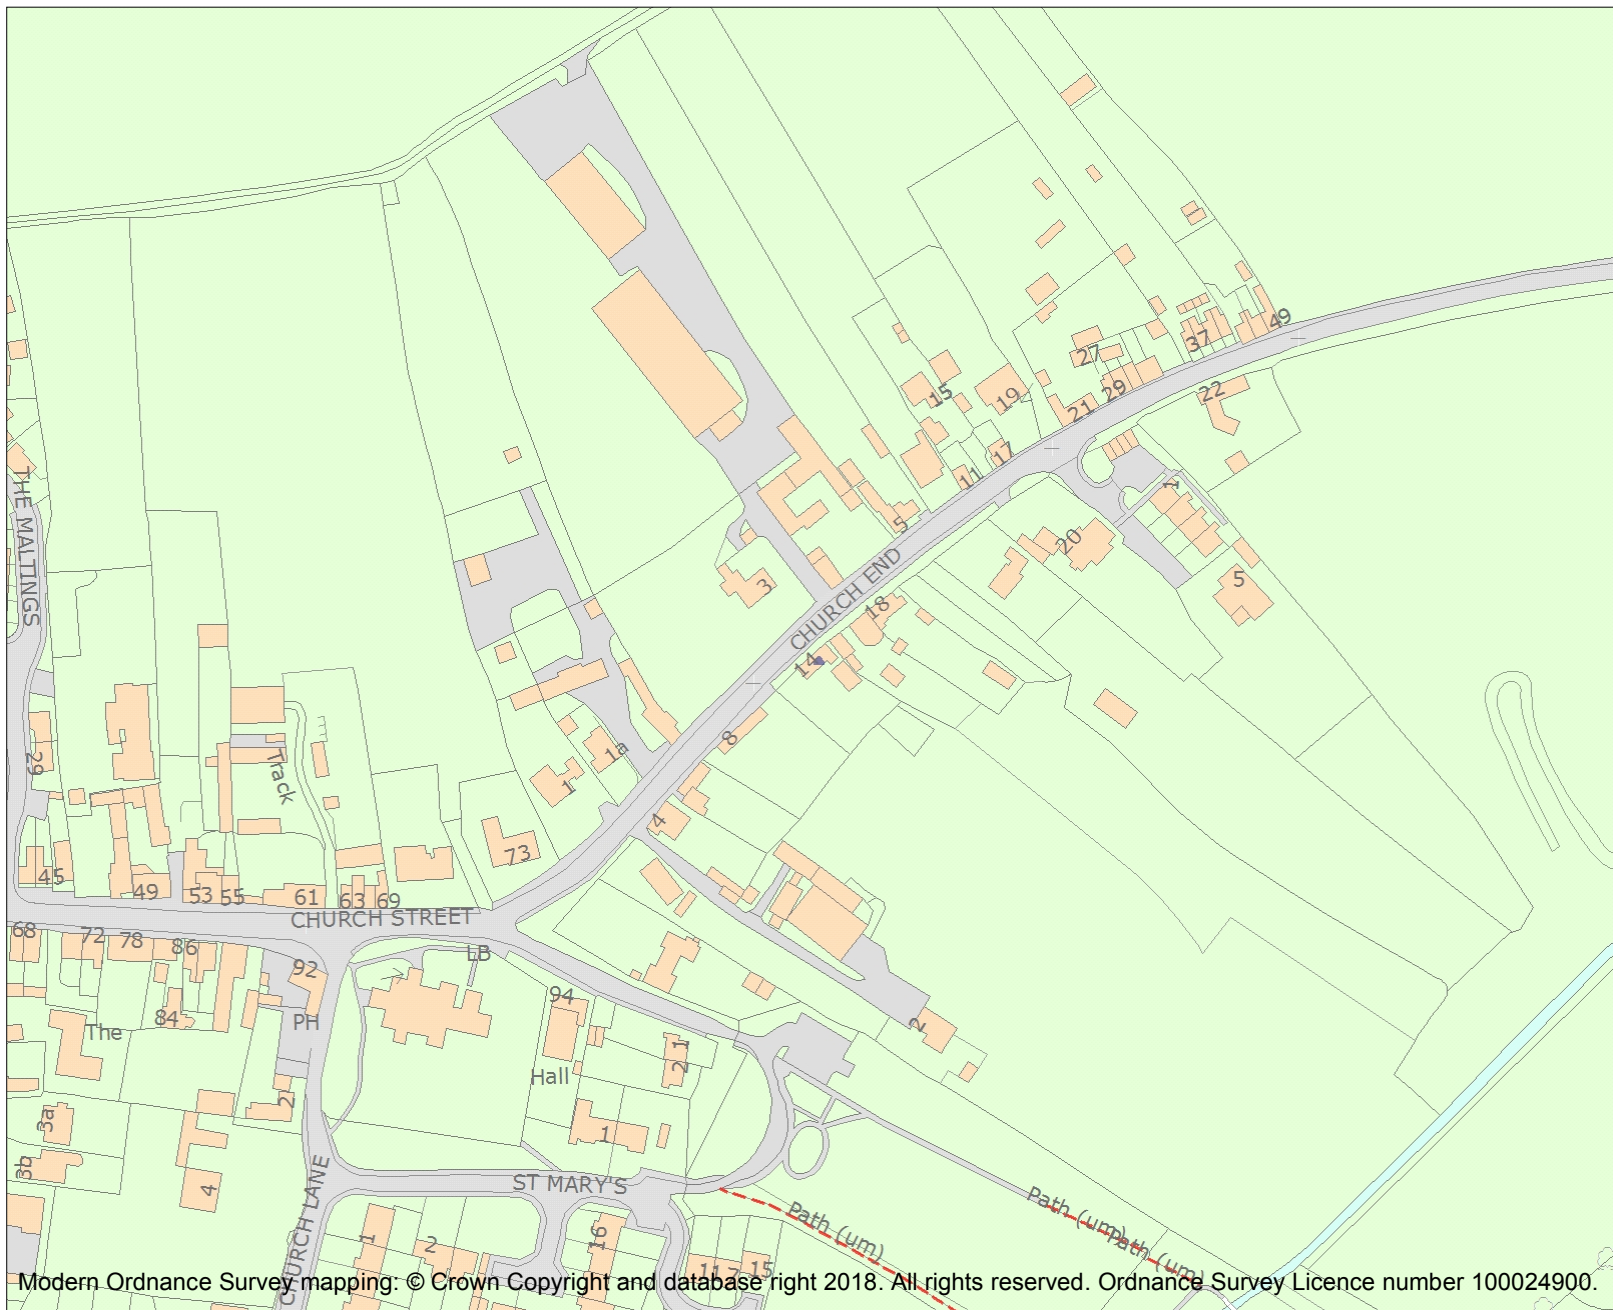 49
37
27
15
19
29
22
21
17
11
1
5
20
5
THE MALTINGS
CHURCH END
3
18
14
8
1a
1
4
29
Track
73
45
49
53
55
61
63
69
CHURCH STREET
68
72
78
86
LB
92
94
84
The
PH
2
21
Hall
2
3a
1
3b
4
CHURCH LANE
ST MARY'S
Path (um)
Path (um)
Path (um)
1
2
16
11
15
Modern Ordnance Survey mapping: © Crown Copyright and database right 2018. All rights reserved. Ordnance Survey Licence number 100024900.